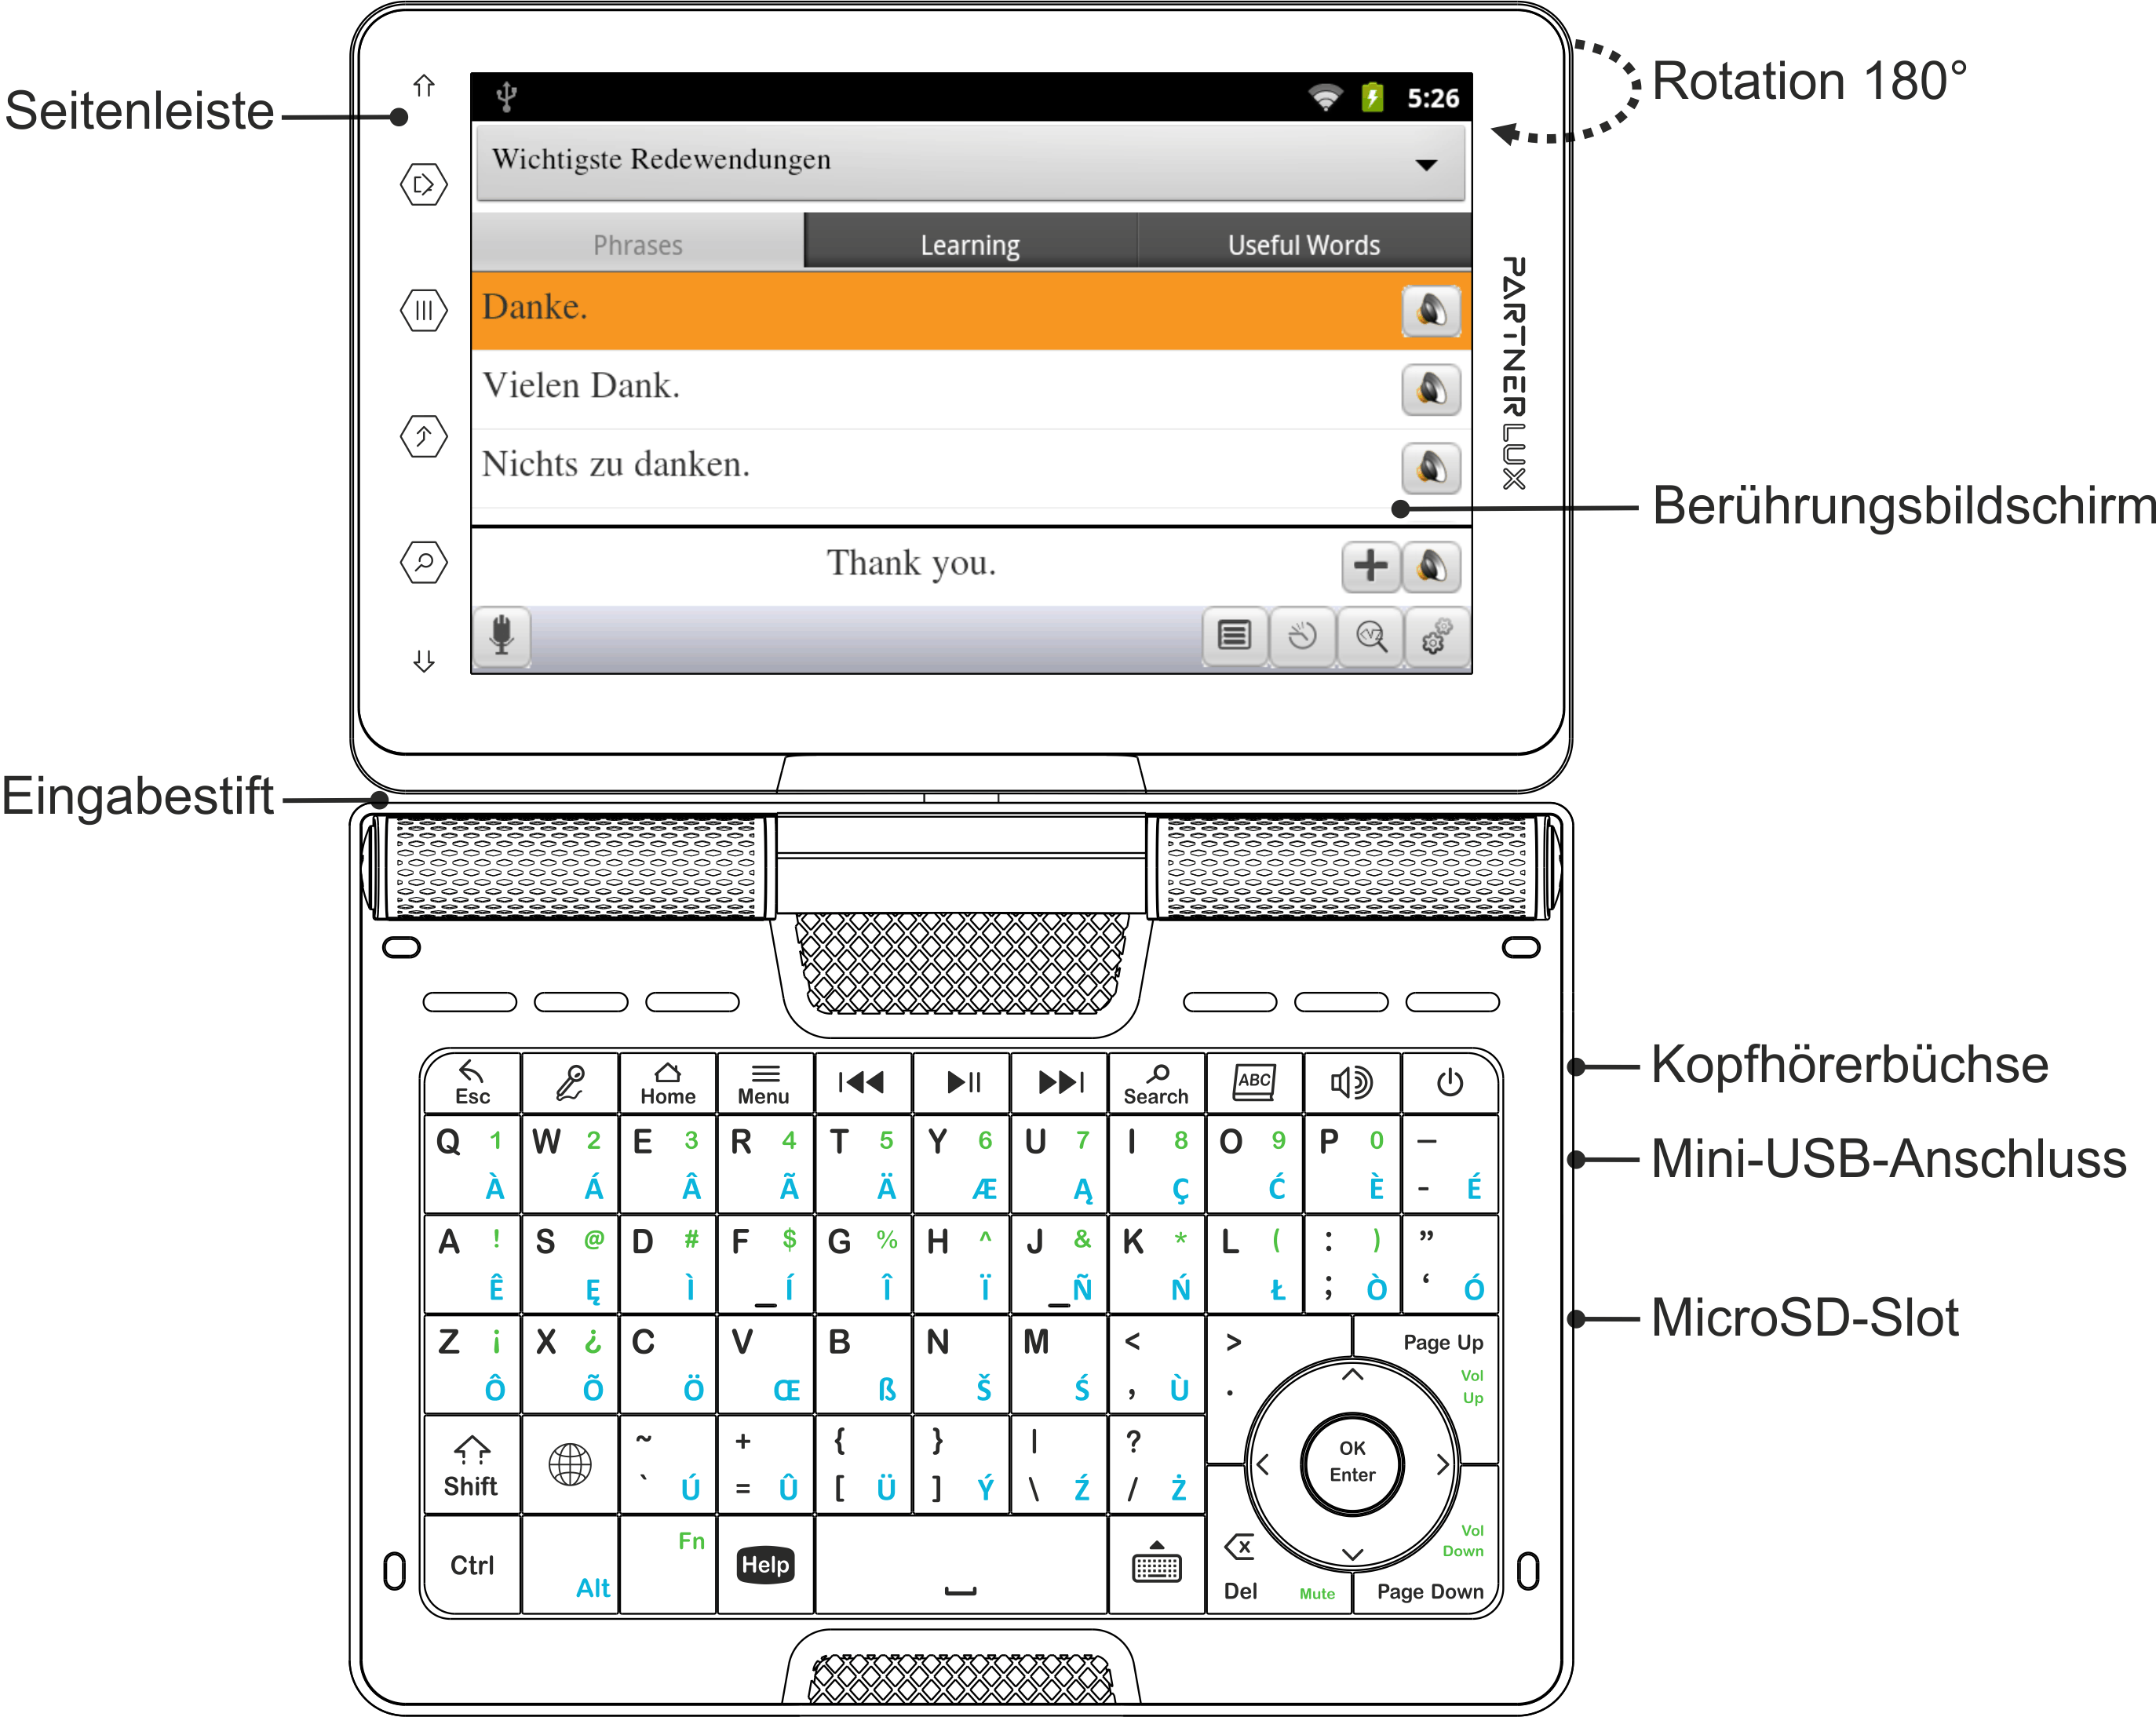 Seitenleiste
Rotation 180°
5:26
Wichtigste Redewendungen
Phrases Learning Useful Words
Danke.
Vielen Dank.
Nichts zu danken.
Thank you.
PARTNER LUX
Berührungsbildschirm
Eingabestift
Kopfhörerbüchse
Mini-USB-Anschluss
MicroSD-Slot
Esc Home Menu Search ABC
Q 1 W 2 E 3 R 4 T 5 Y 6 U 7 I 8 O 9 P 0 —
À Á Â Ã Ä Æ Ą Ç Ć È - É
A ! S @ D # F $ G % H ^ J & K * L ( : ) ”
Ê Ę Ì _ Í Î Ï _ Ñ Ń Ł ; Ò ‘ Ó
Z ¡ X ¿ C V B N M < > Page Up
Ô Õ Ö Œ ß Š Ś , Ù . Vol Up
~ + { } | ? OK Enter
Shift ` Ú = Û [ Ü ] Ý \ Ź / Ż
Fn Vol Down
Ctrl Alt Help Del Mute Page Down